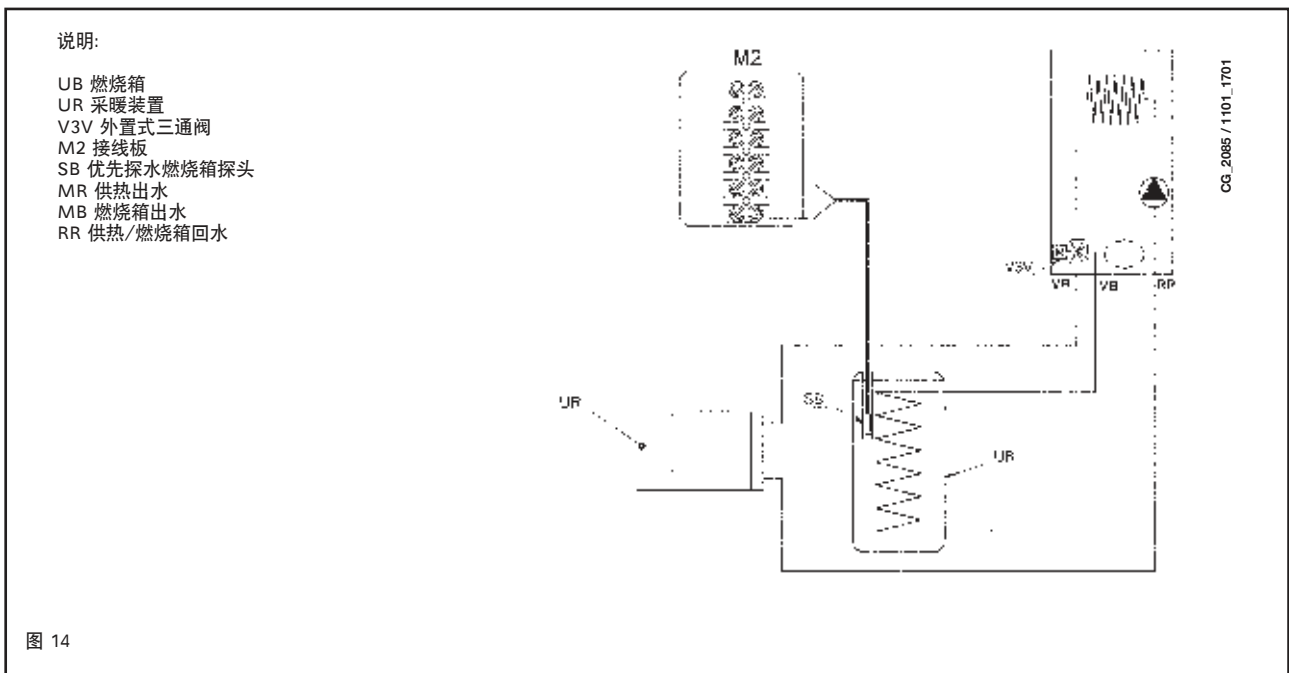 说明:
UB 燃烧箱
UR 采暖装置
V3V 外置式三通阀
M2 接线板
SB 优先探水燃烧箱探头
MR 供热出水
MB 燃烧箱出水
RR 供热/燃烧箱回水
M2
CG_2085 / 1101_1701
V3V
RR
SB
UR
图 14